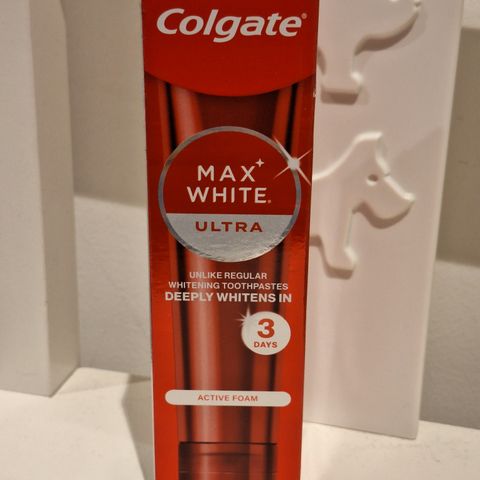 Colgate®
MAX
WHITE®
ULTRA
UNLIKE REGULAR
WHITENING TOOTHPASTES
DEEPLY WHITENS IN
3
DAYS
ACTIVE FOAM